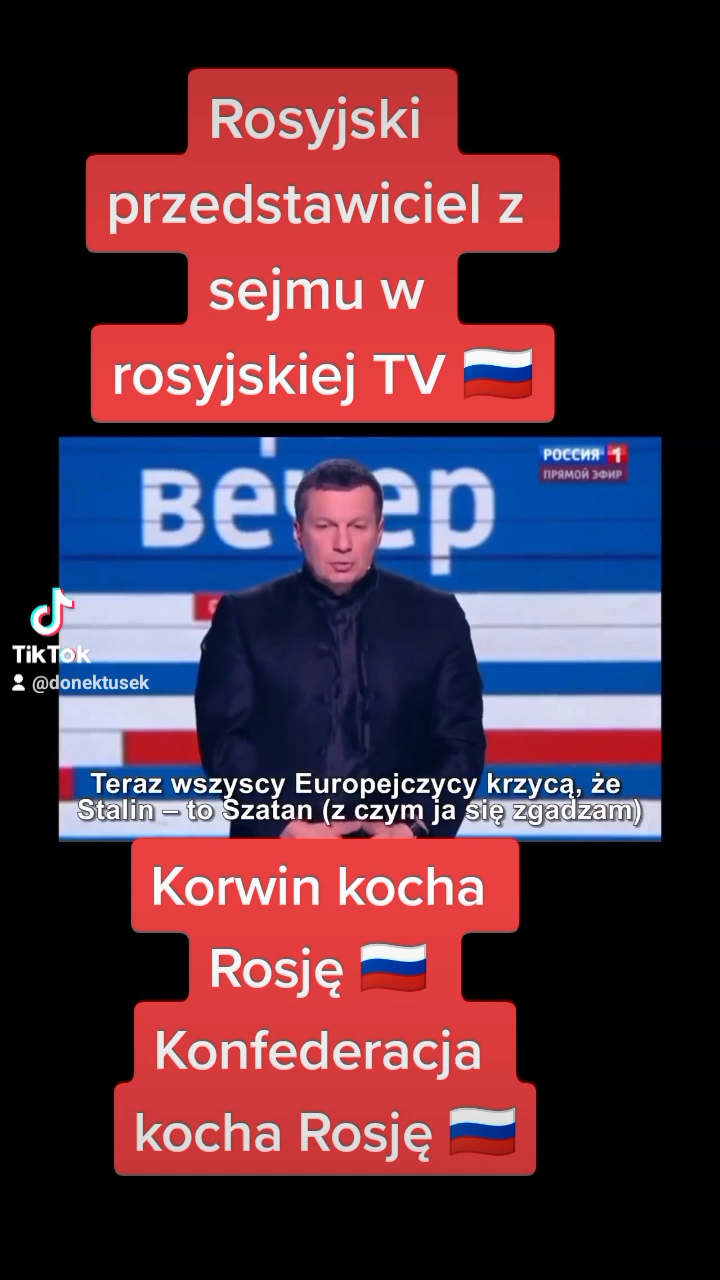 Rosyjski
przedstawiciel z
sejmu w
rosyjskiej TV 🇷🇺
вечер
РОССИЯ 1
ПРЯМОЙ ЭФИР
TikTok
@donektusek
Teraz wszyscy Europejczycy krzyczą, że
Stalin – to Szatan (z czym ja się zgadzam)
Korwin kocha
Rosję 🇷🇺
Konfederacja
kocha Rosję 🇷🇺